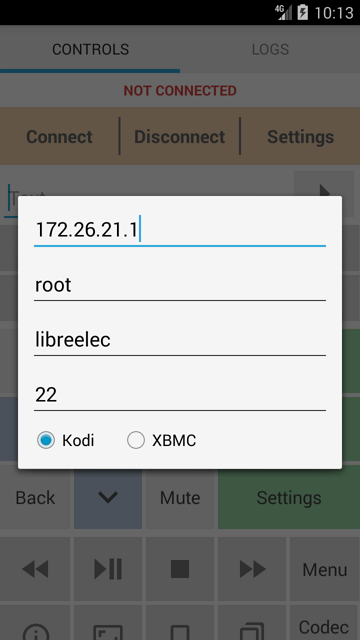 4G 10:13
CONTROLS LOGS
NOT CONNECTED
Connect Disconnect Settings
172.26.21.1
root
libreelec
22
Kodi XBMC
Back Mute Settings
Menu
Codec